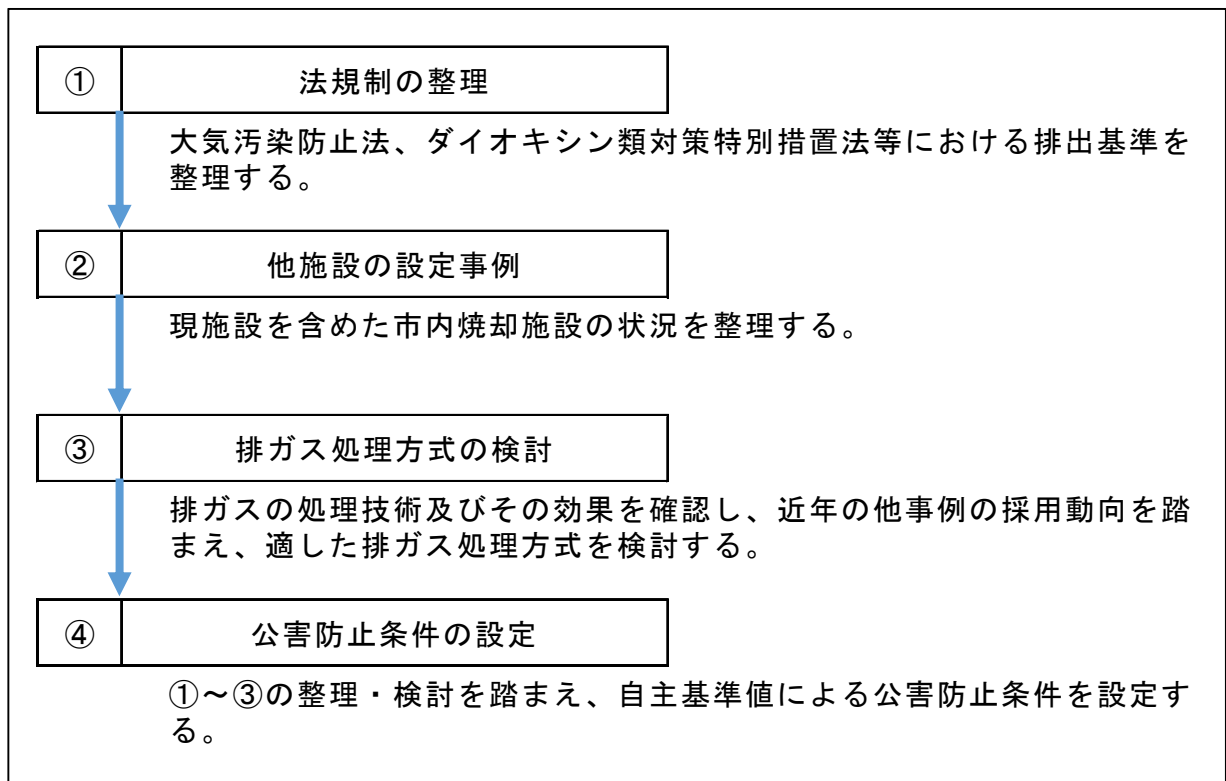 ① 法規制の整理
大気汚染防止法、ダイオキシン類対策特別措置法等における排出基準を
整理する。
② 他施設の設定事例
現施設を含めた市内焼却施設の状況を整理する。
③ 排ガス処理方式の検討
排ガスの処理技術及びその効果を確認し、近年の他事例の採用動向を踏
まえ、適した排ガス処理方式を検討する。
④ 公害防止条件の設定
①～③の整理・検討を踏まえ、自主基準値による公害防止条件を設定す
る。